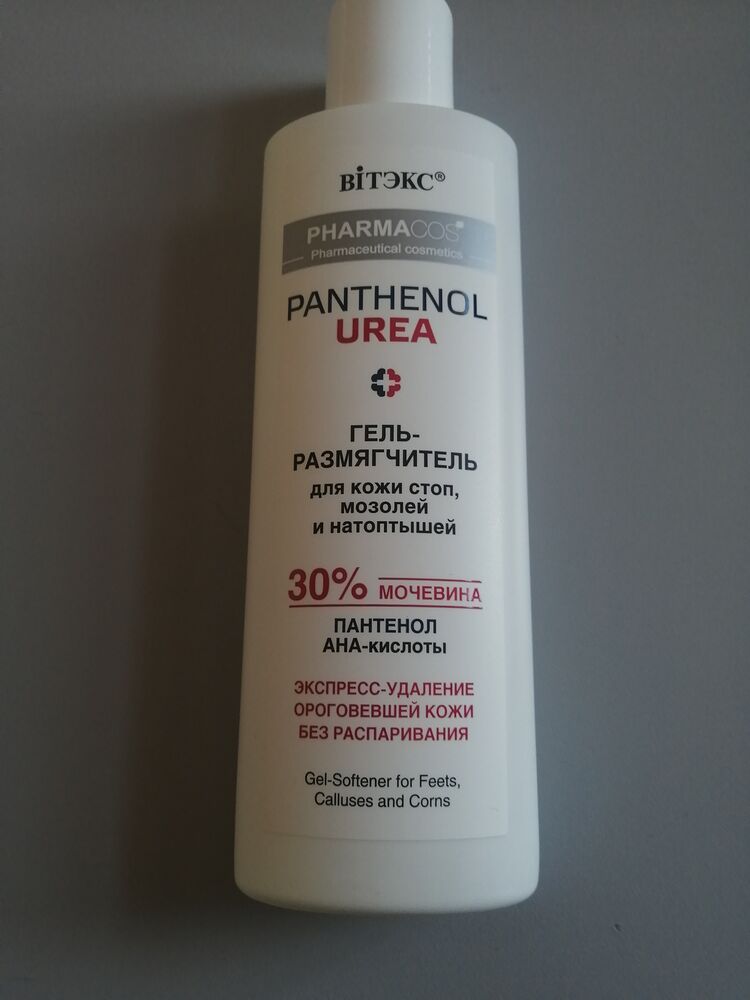 ВіТЭКС®
PHARMACOS
Pharmaceutical cosmetics
PANTHENOL
UREA
ГЕЛЬ-
РАЗМЯГЧИТЕЛЬ
для кожи стоп,
мозолей
и натоптышей
30% МОЧЕВИНА
ПАНТЕНОЛ
АНА-кислоты
ЭКСПРЕСС-УДАЛЕНИЕ
ОРОГОВЕВШЕЙ КОЖИ
БЕЗ РАСПАРИВАНИЯ
Gel-Softener for Feets,
Calluses and Corns